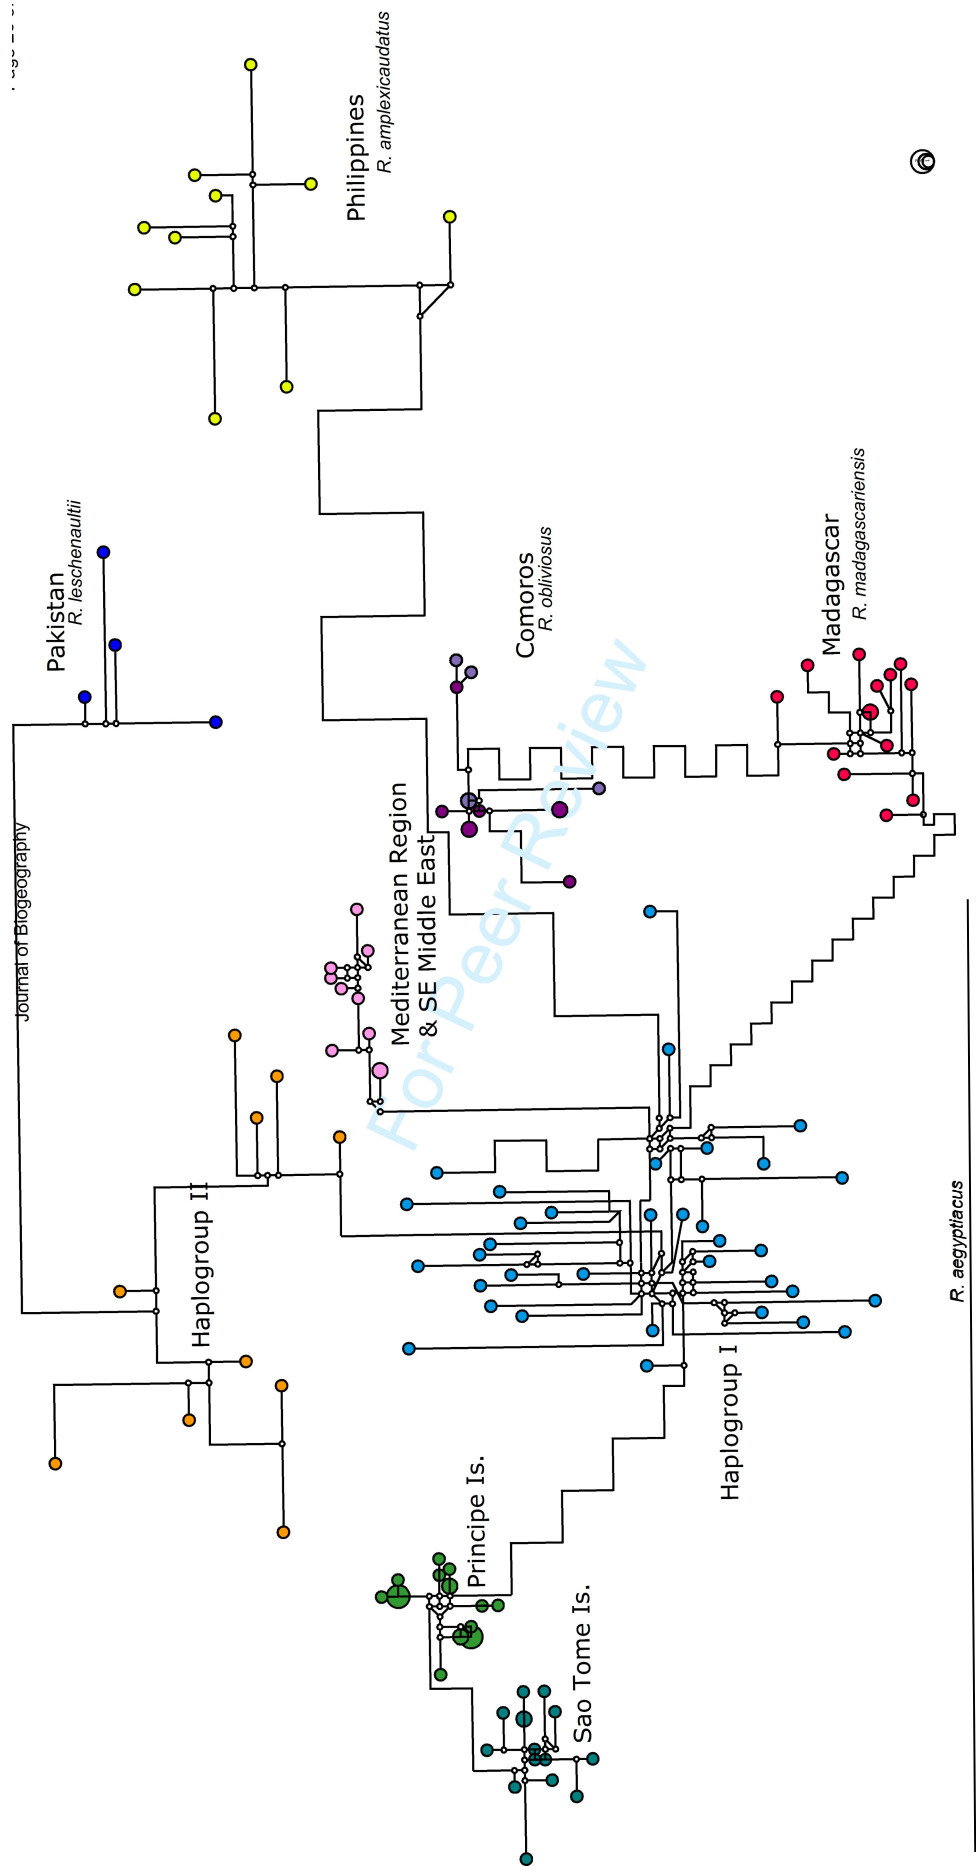 Journal of Biogeography
Philippines
R. amplexicaudatus
Pakistan
R. leschenaultii
Comoros
R. obliviosus
Madagascar
R. madagascariensis
Mediterranean Region
& SE Middle East
Haplogroup II
Haplogroup I
Principe Is.
Sao Tome Is.
R. aegyptiacus
For Peer Review